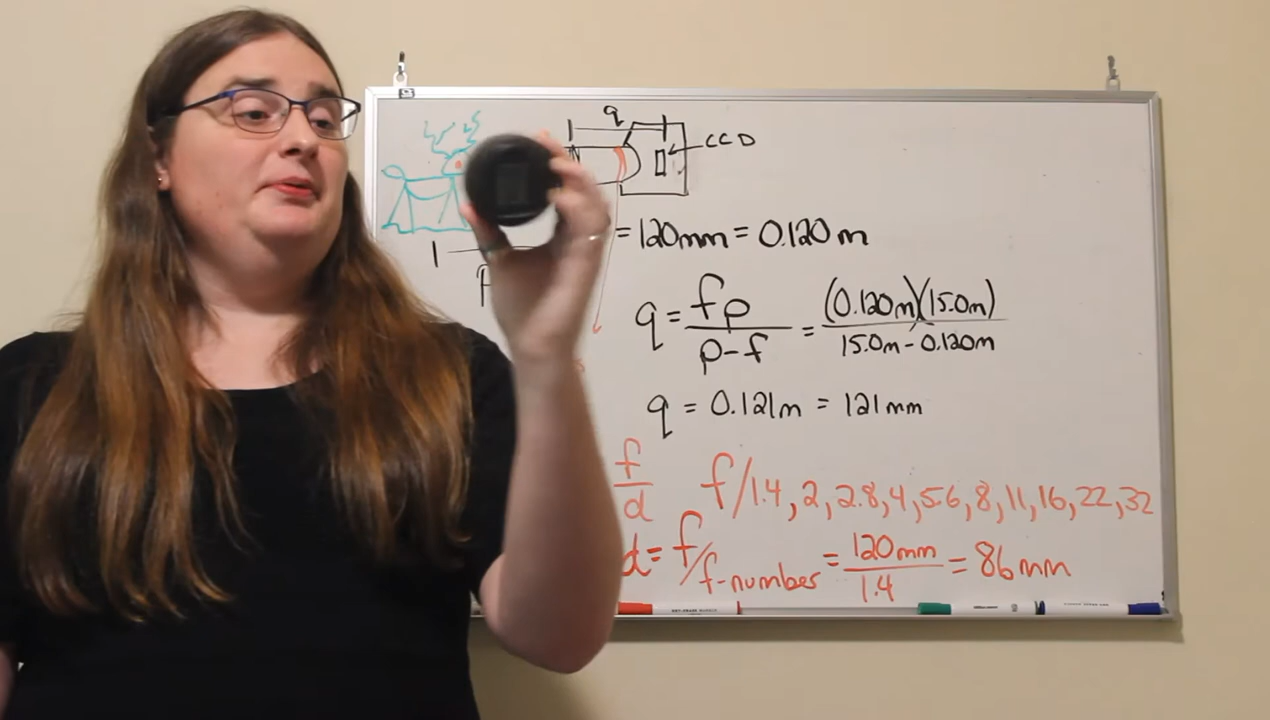 q
CCD
p
= 120mm = 0.120 m
q = fp / p-f = (0.120m)(15.0m) / 15.0m - 0.120m
q = 0.121m = 121mm
f/d f/1.4, 2, 2.8, 4, 5.6, 8, 11, 16, 22, 32
d = f/f-number = 120mm / 1.4 = 86mm